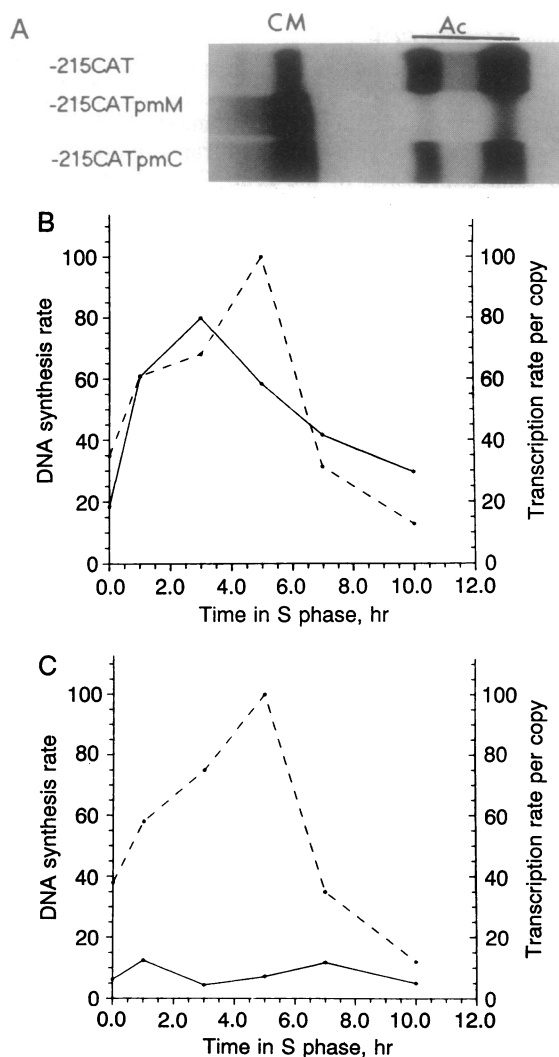 A
CM
Ac
-215CAT
-215CATpmM
-215CATpmC
B
DNA synthesis rate
Transcription rate per copy
100
80
60
40
20
0
100
80
60
40
20
0
0.0 2.0 4.0 6.0 8.0 10.0 12.0
Time in S phase, hr
C
DNA synthesis rate
Transcription rate per copy
100
80
60
40
20
0
100
80
60
40
20
0
0.0 2.0 4.0 6.0 8.0 10.0 12.0
Time in S phase, hr